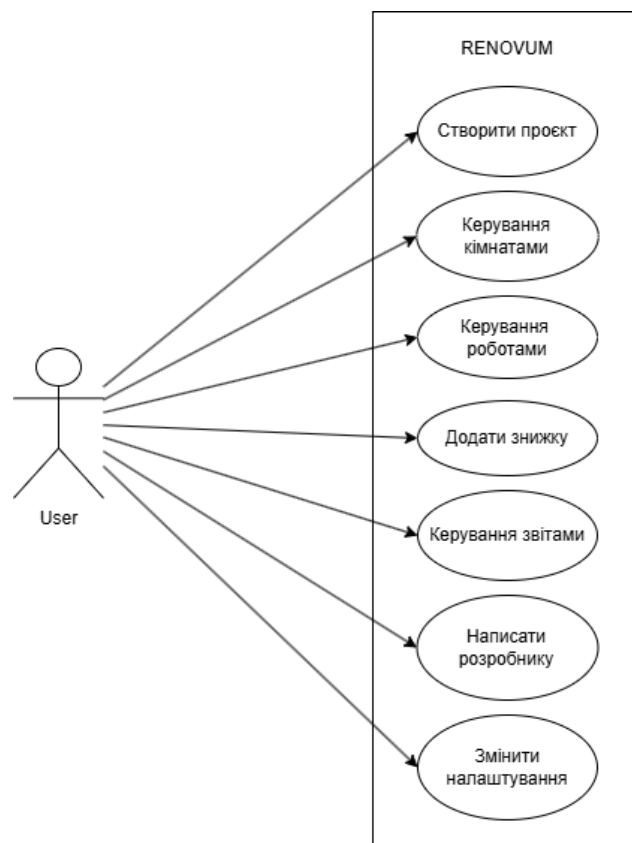 RENOVUM
Створити проєкт
Керування
кімнатами
Керування
роботами
Додати знижку
User
Керування звітами
Написати
розробнику
Змінити
налаштування